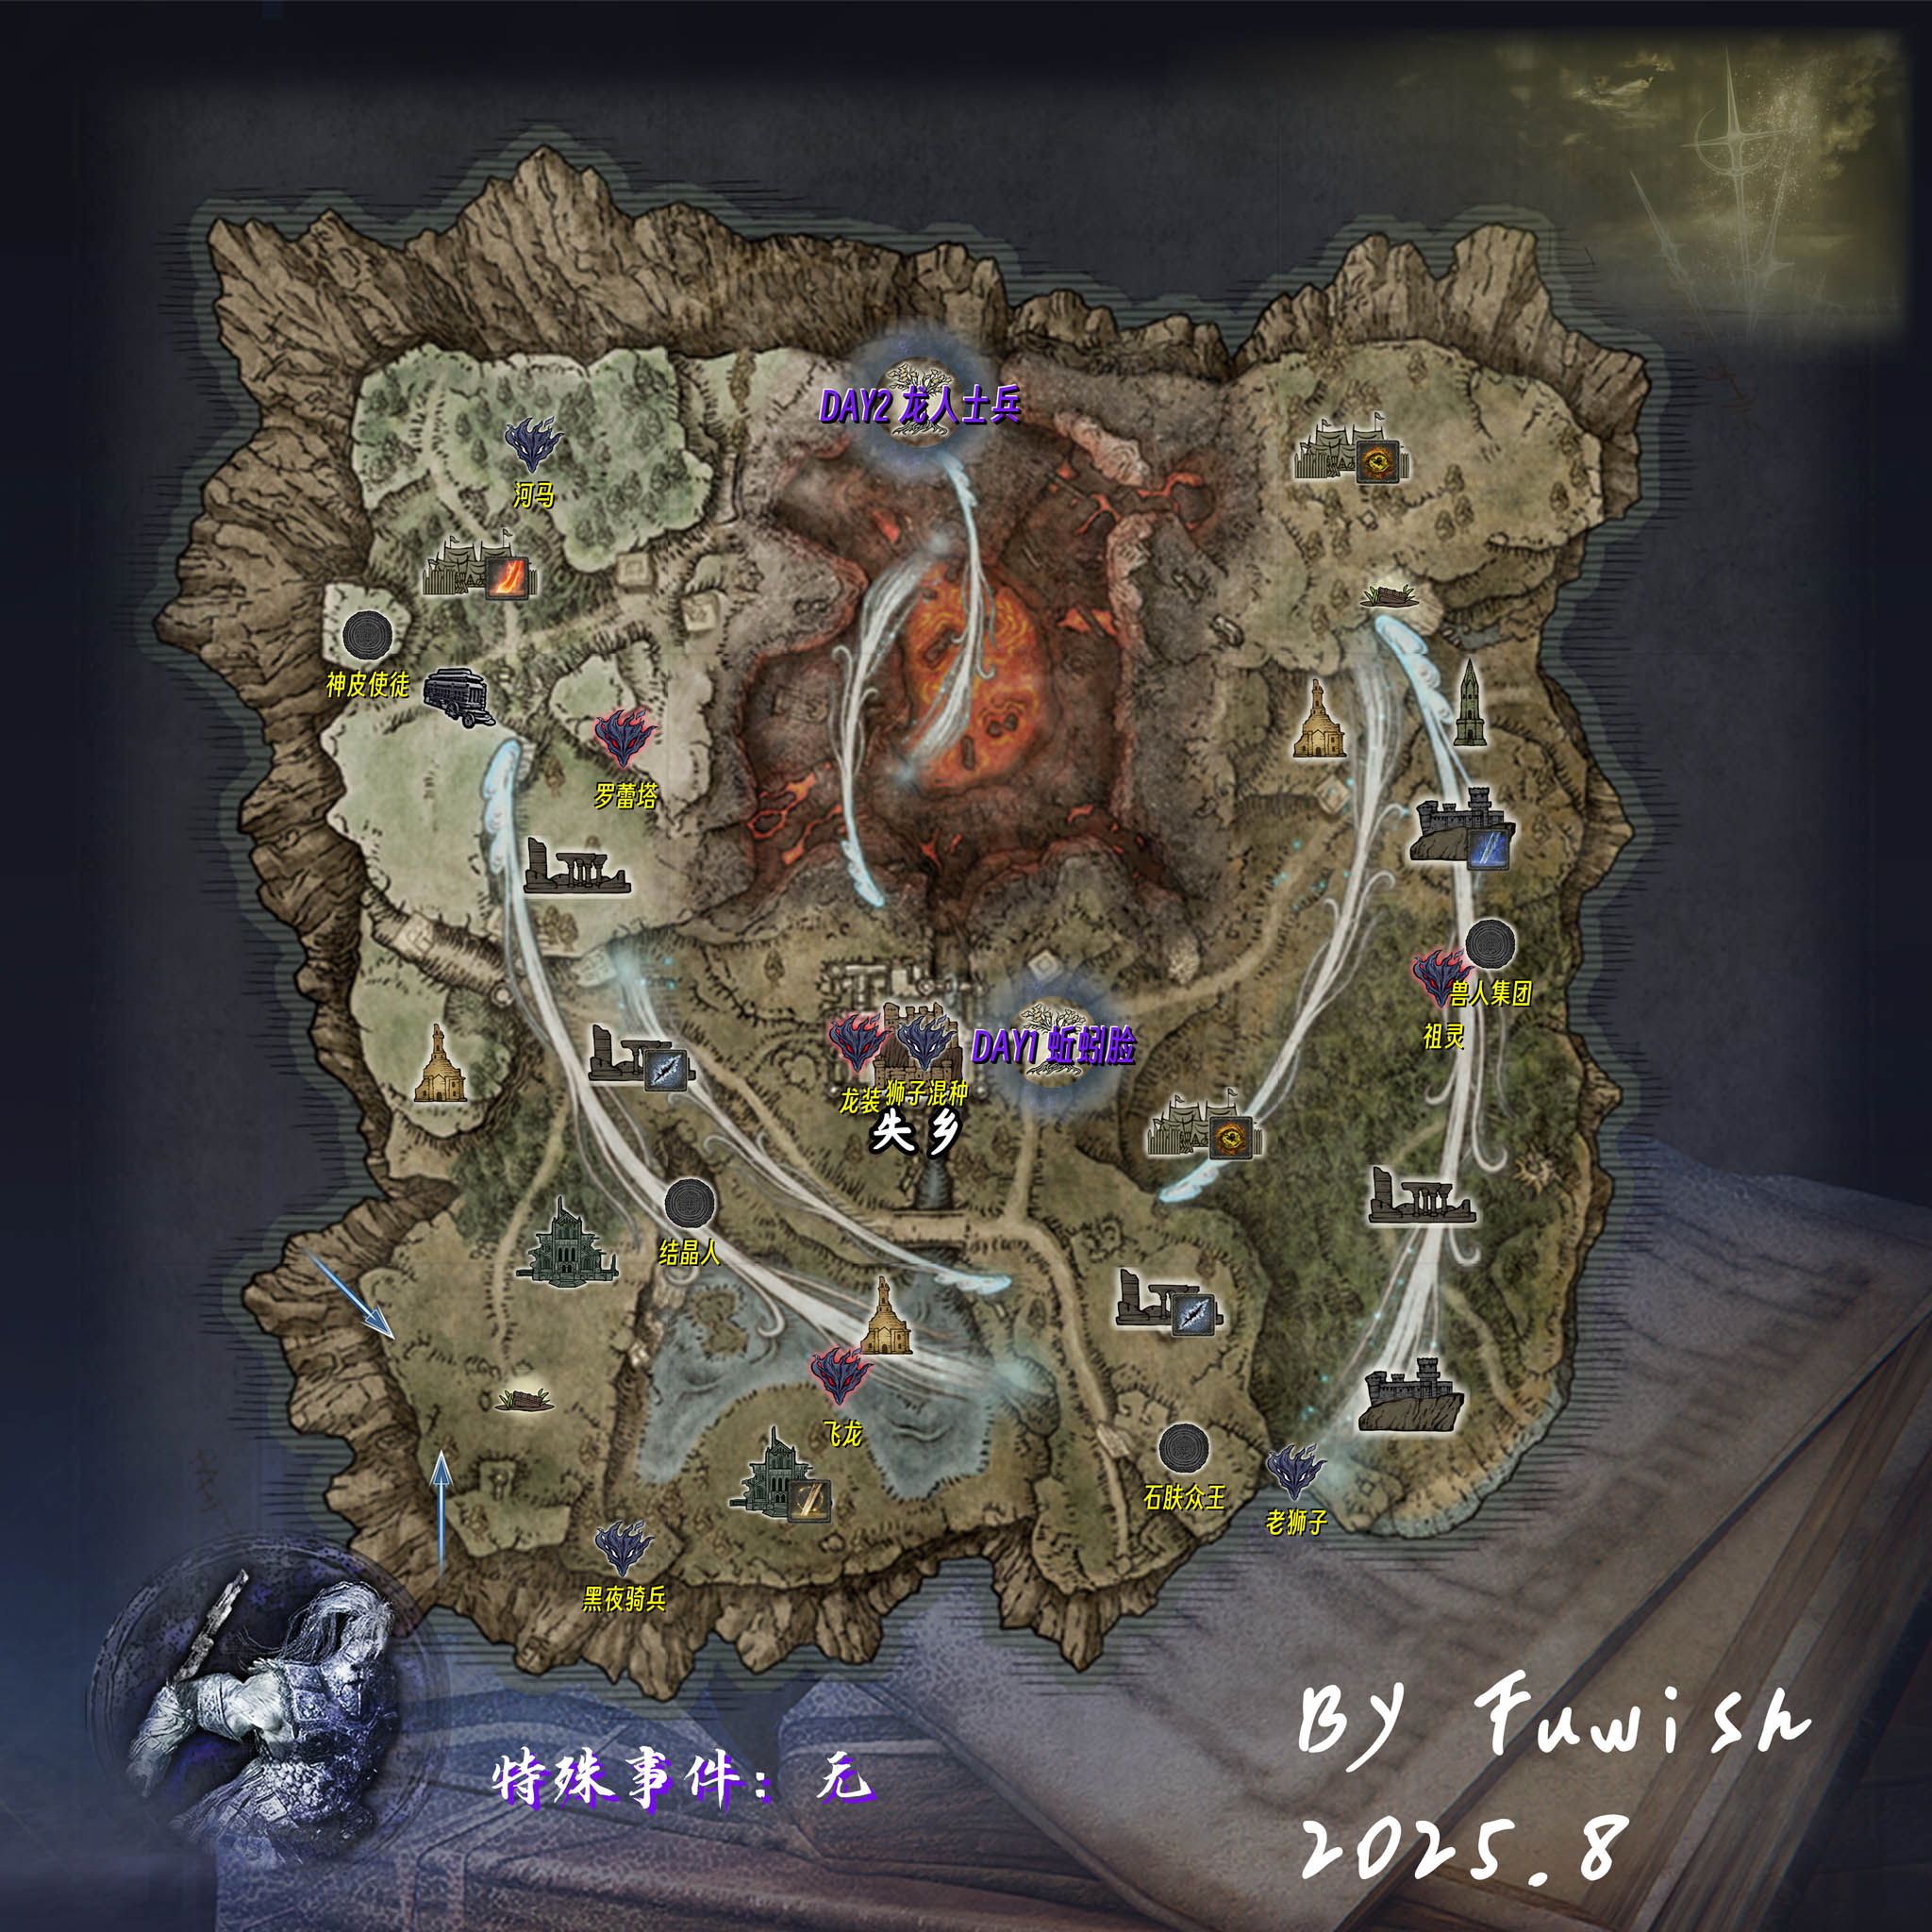 DAY2 龙人士兵
河马
神皮使徒
罗蕾塔
兽人集团
祖灵
DAY1 蚯蚓脸
龙装
狮子混种
失乡
结晶人
飞龙
石肤众王
老狮子
黑夜骑兵
特殊事件：无
By Fuwish
2025.8